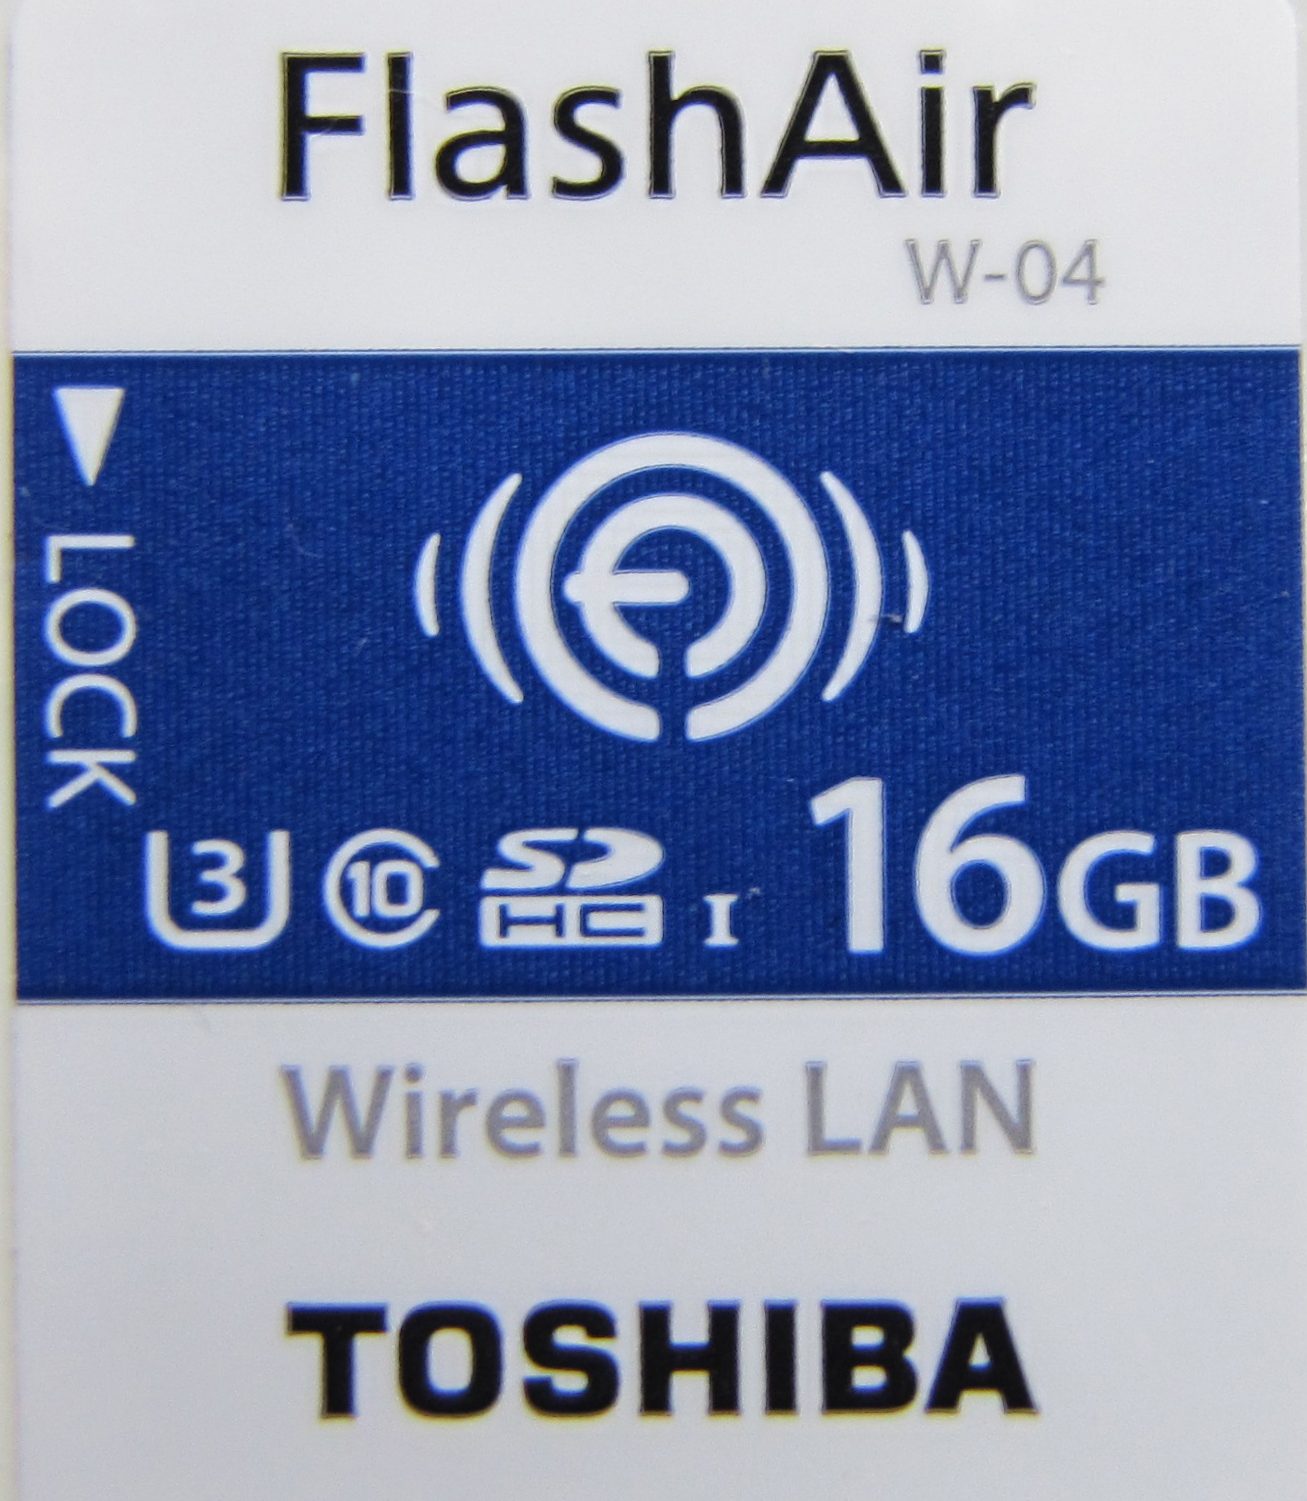 FlashAir
W-04
LOCK
3 10 SD HC I 16GB
Wireless LAN
TOSHIBA